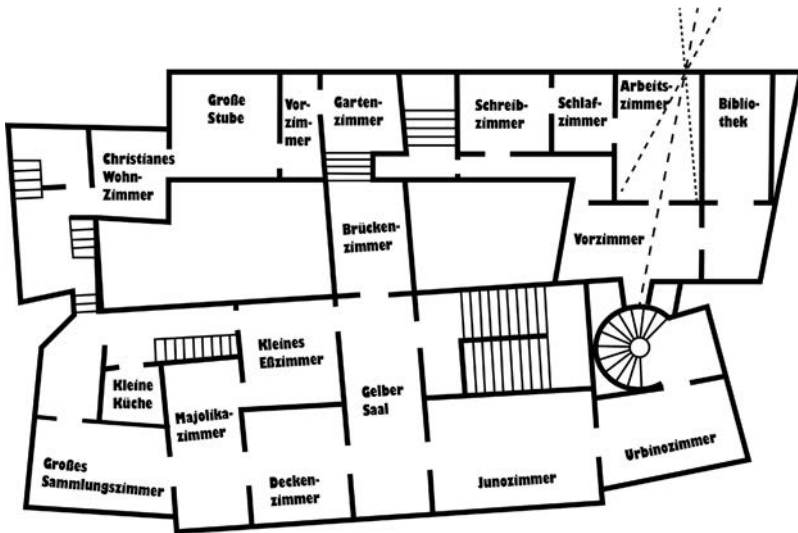 Große
Stube
Vor-
zim-
mer
Garten-
zimmer
Schreib-
zimmer
Schlaf-
zimmer
Arbeits-
zimmer
Biblio-
thek
Christianes
Wohn-
Zimmer
Brücken-
zimmer
Vorzimmer
Kleines
Eßzimmer
Kleine
Küche
Majolika-
zimmer
Gelber
Saal
Großes
Sammlungszimmer
Decken-
zimmer
Junozimmer
Urbinozimmer